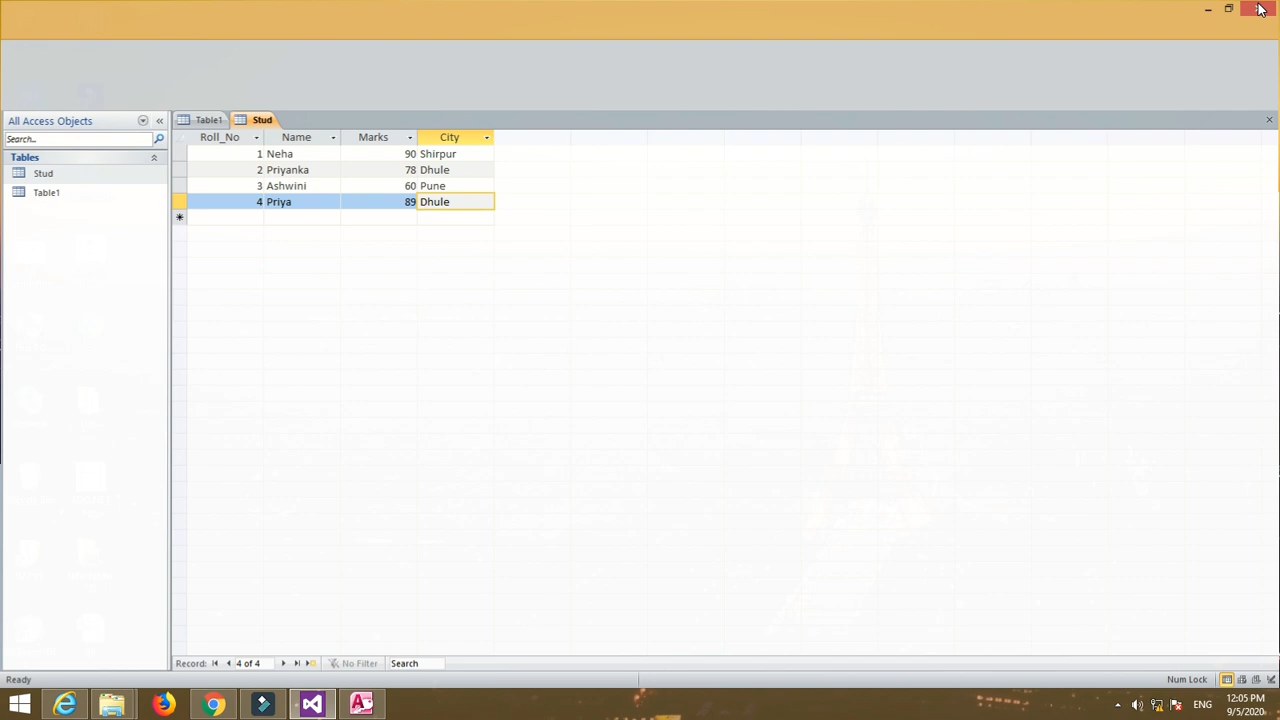 All Access Objects
Search...
Tables
Stud
Table1
Table1 Stud
Roll_No Name Marks City
1 Neha 90 Shirpur
2 Priyanka 78 Dhule
3 Ashwini 60 Pune
4 Priya 89 Dhule
Record: 4 of 4 No Filter Search
Ready Num Lock
ENG 12:05 PM
9/5/2020